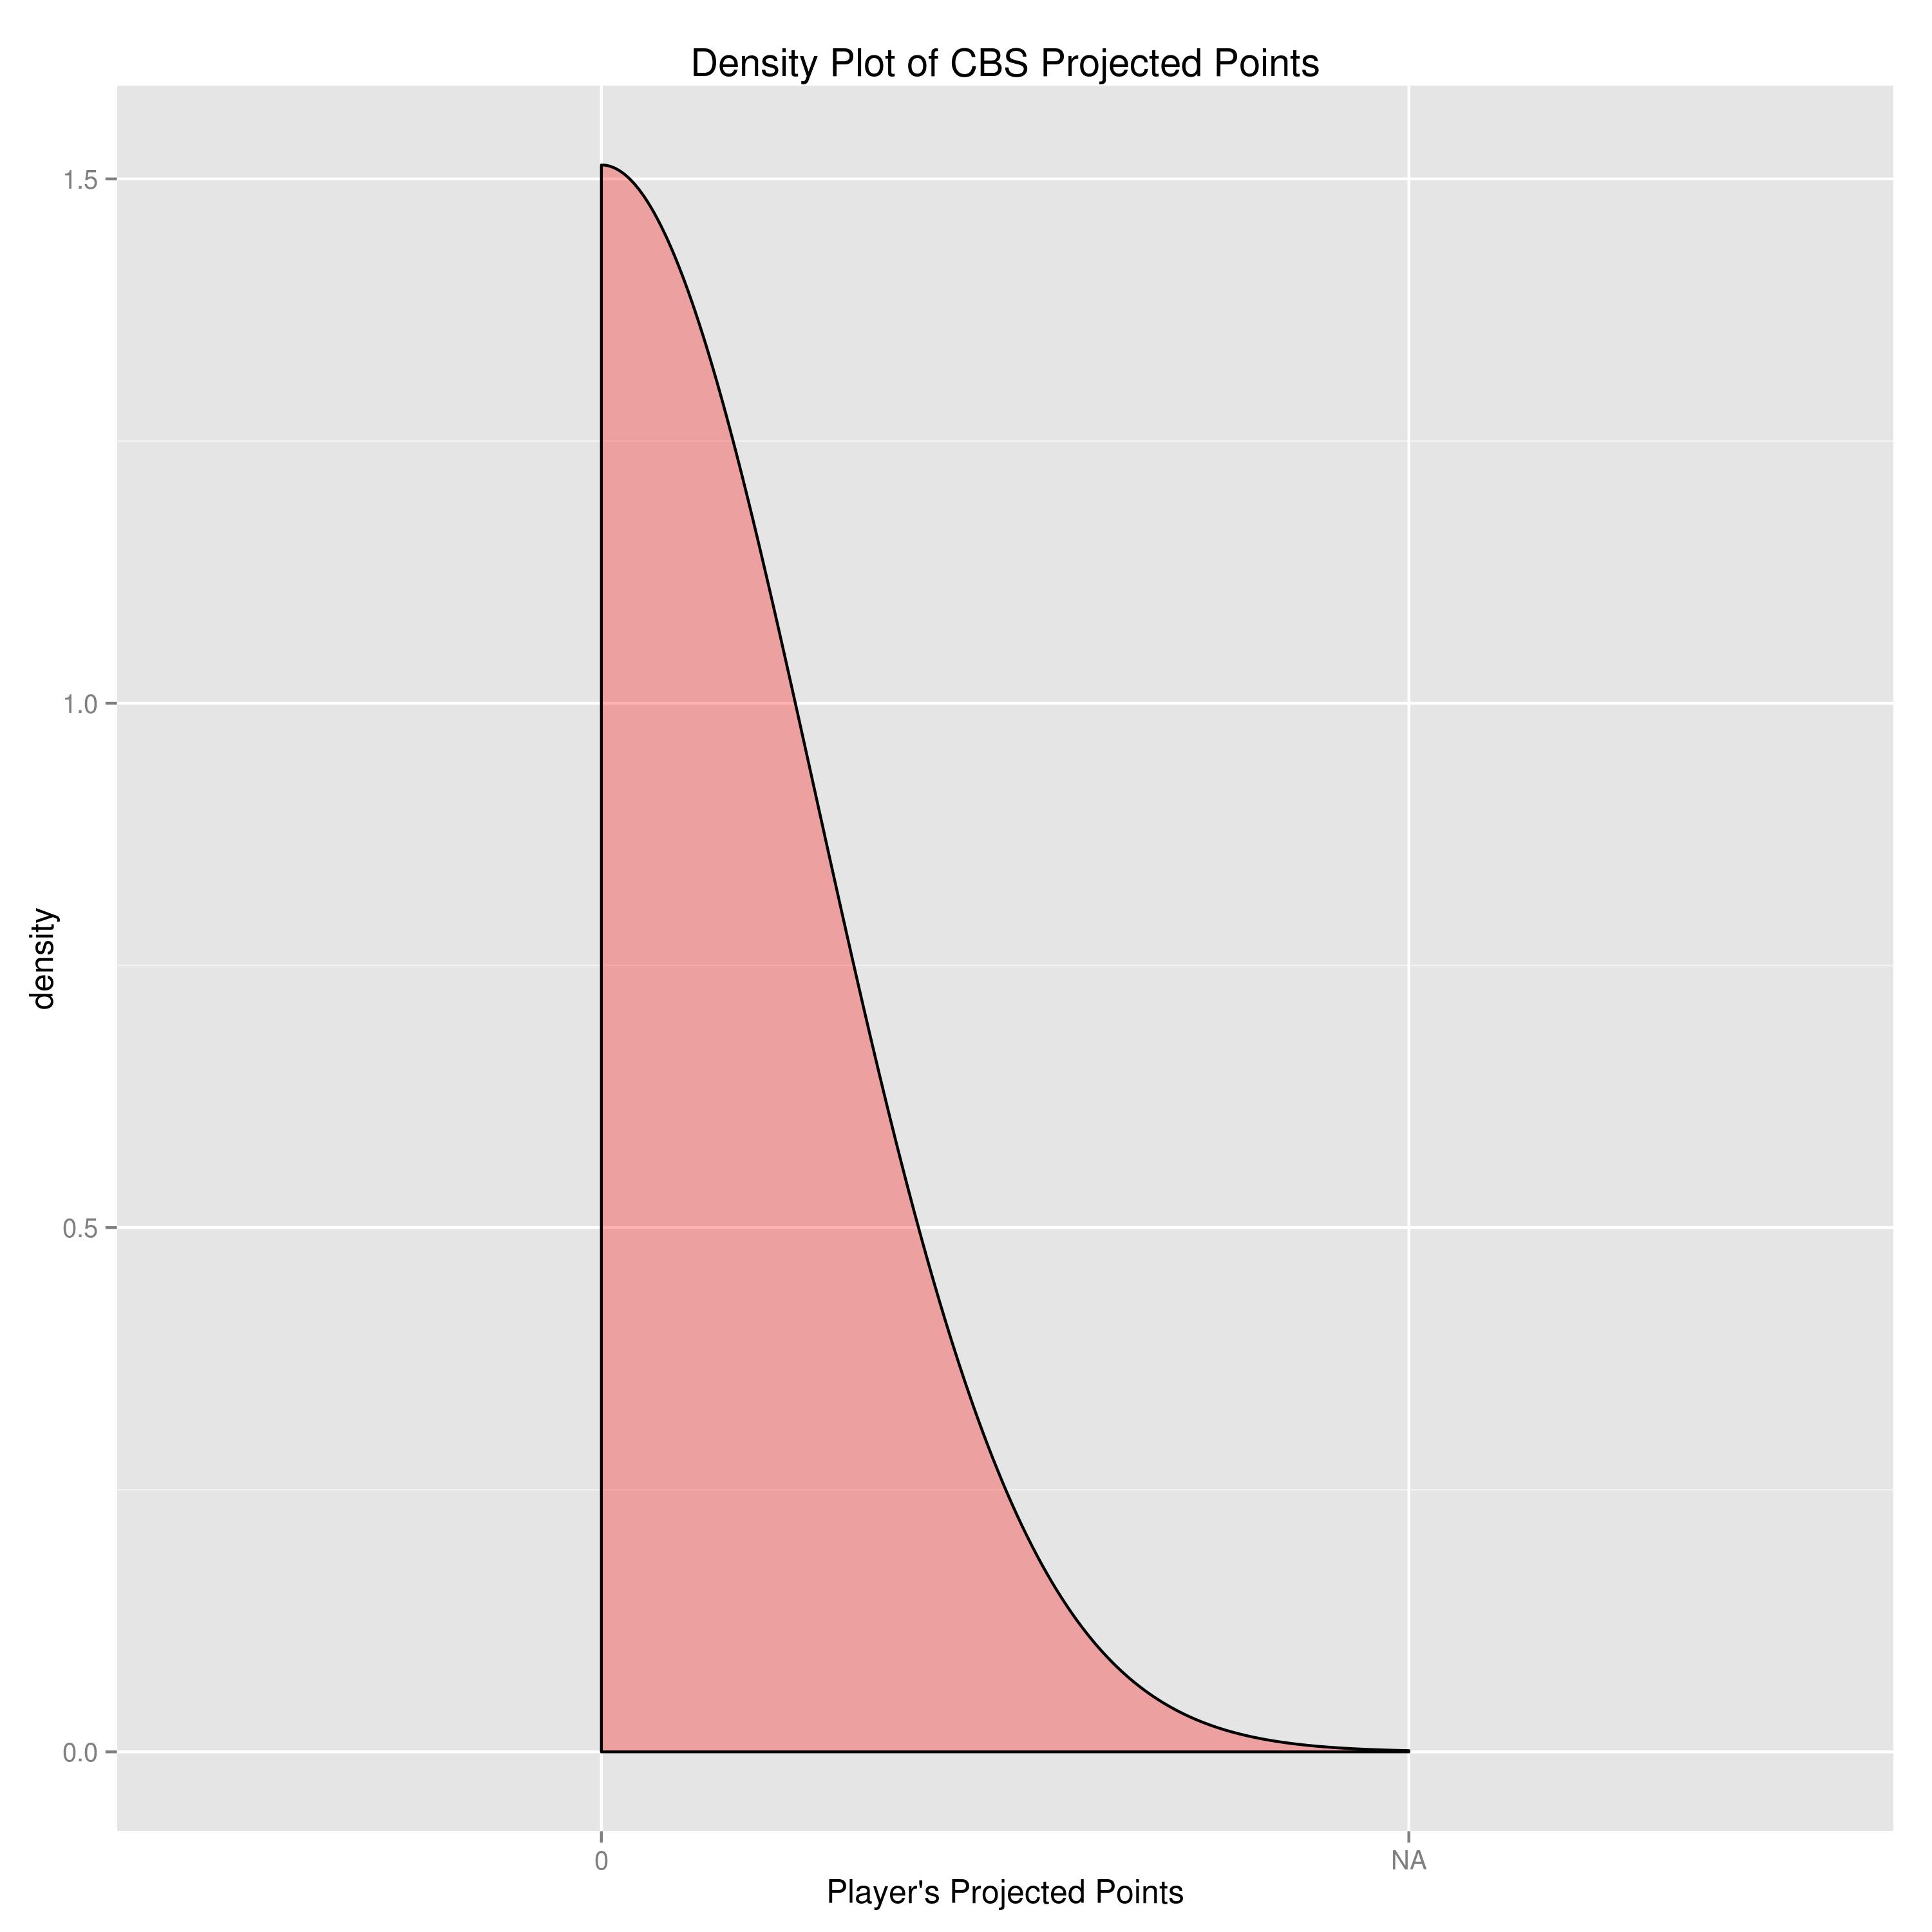 Density Plot of CBS Projected Points
1.5
1.0
0.5
0.0
density
0
NA
Player's Projected Points